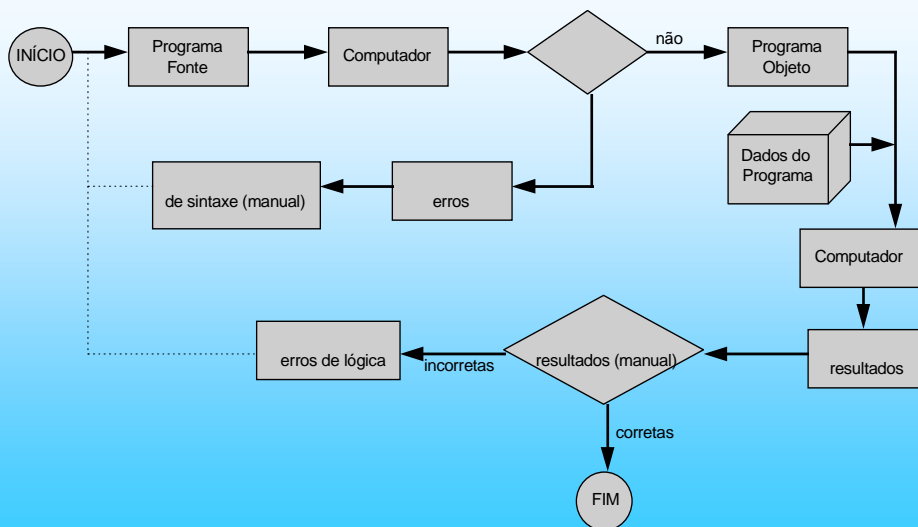 INÍCIO
Programa
Fonte
Computador
não
Programa
Objeto
Dados do
Programa
de sintaxe (manual)
erros
Computador
erros de lógica
incorretas
resultados (manual)
resultados
corretas
FIM